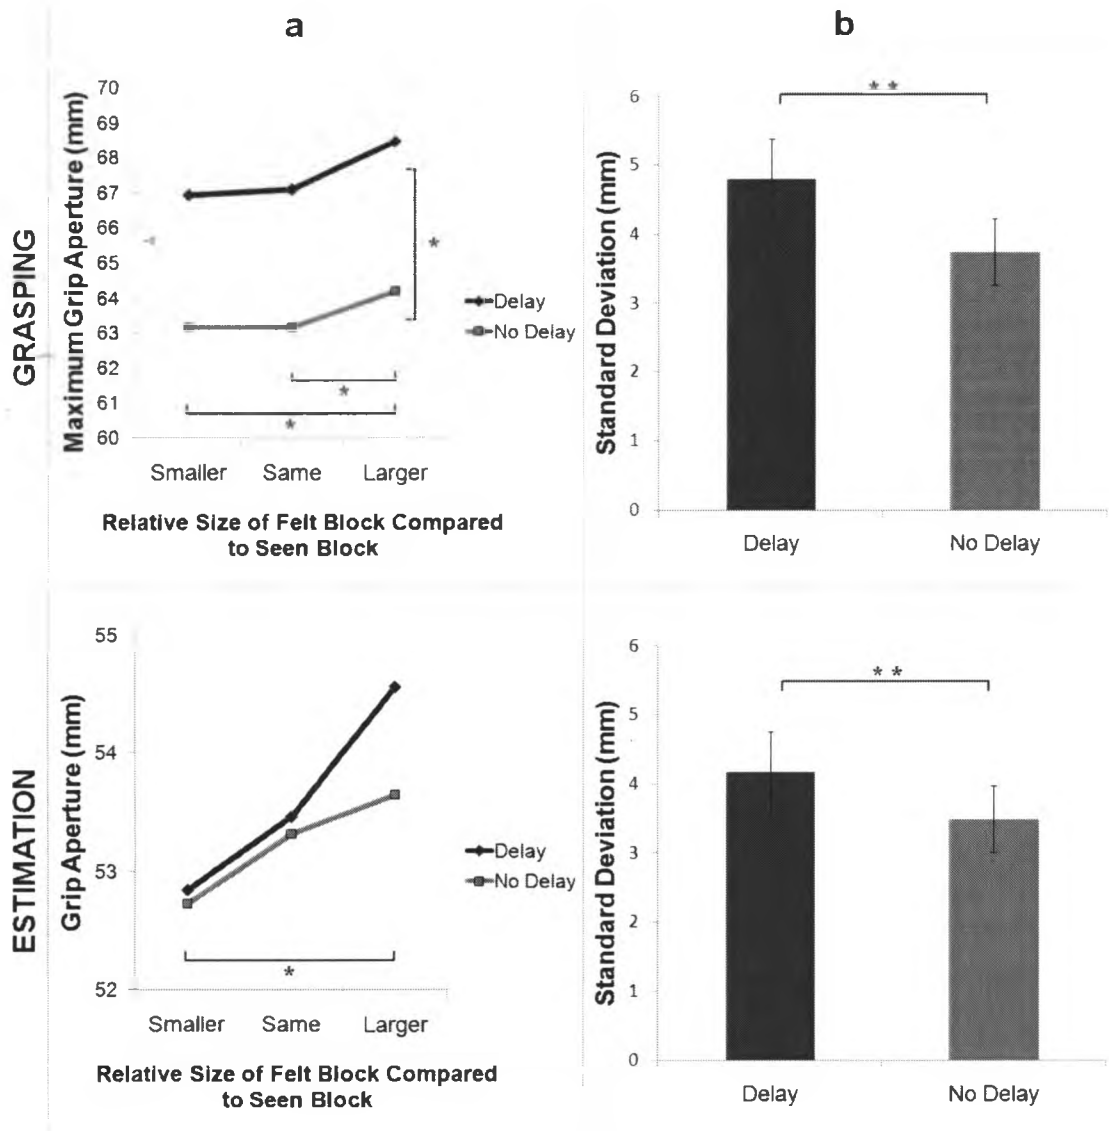 a
b
GRASPING
Maximum Grip Aperture (mm)
70
69
68
67
66
65
64
63
62
61
60
*
*
*
Delay
No Delay
Smaller Same Larger
Relative Size of Felt Block Compared
to Seen Block
Standard Deviation (mm)
6
5
4
3
2
1
0
* *
Delay No Delay
ESTIMATION
Grip Aperture (mm)
55
54
53
52
*
Delay
No Delay
Smaller Same Larger
Relative Size of Felt Block Compared
to Seen Block
Standard Deviation (mm)
6
5
4
3
2
1
0
* *
Delay No Delay